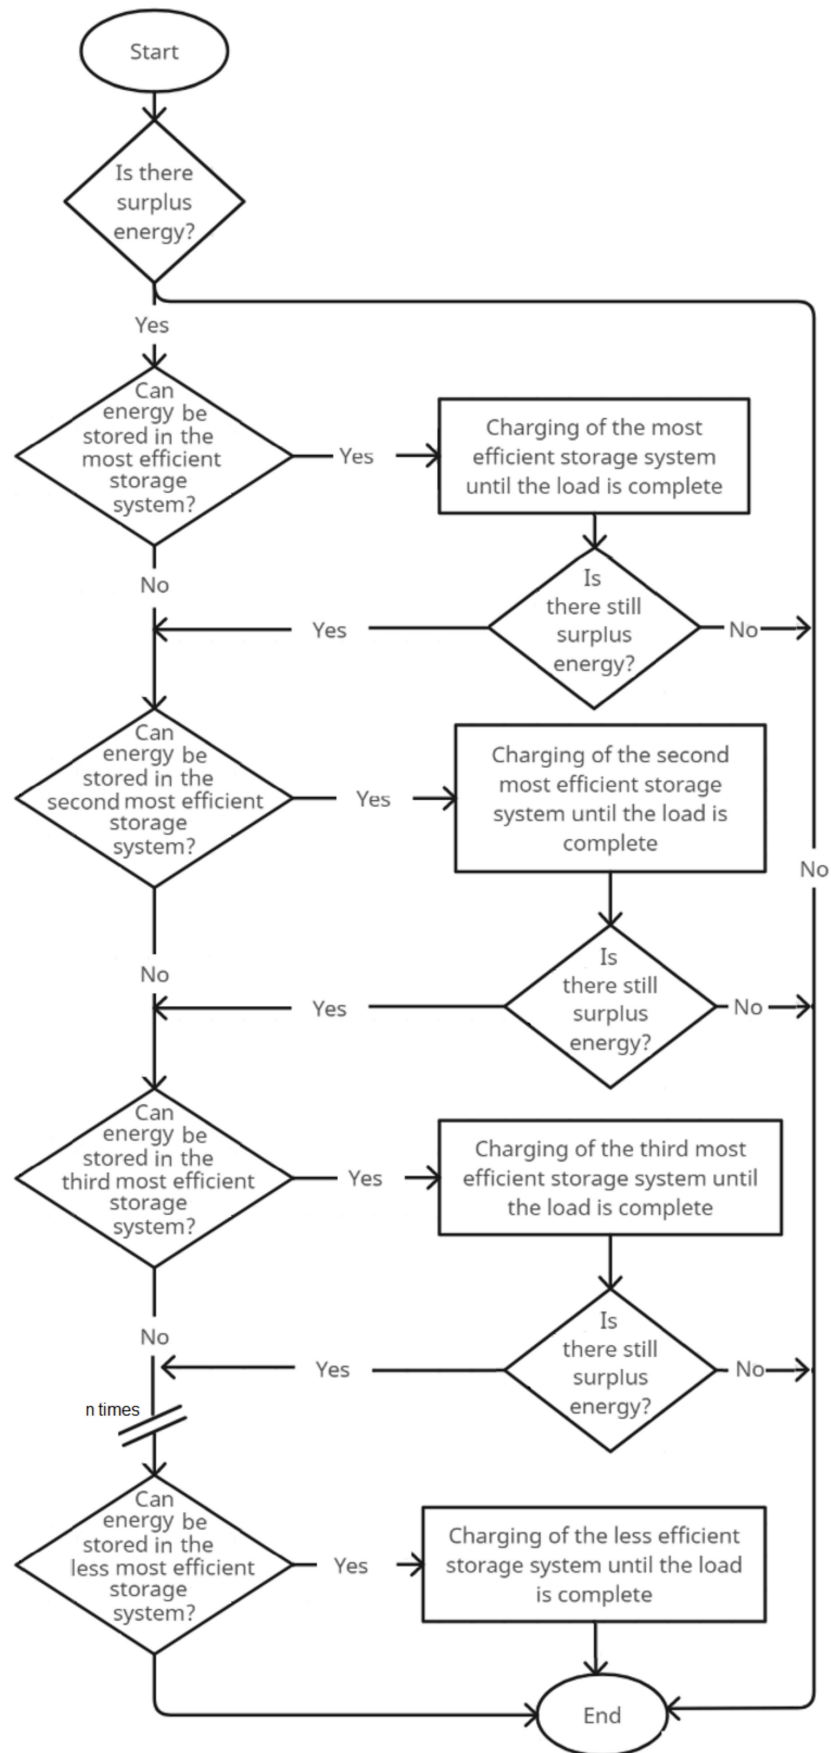 Start
Is there
surplus
energy?
Yes
Can
energy be
stored in the
most efficient
storage
system?
Yes
Charging of the most
efficient storage system
until the load is complete
No
Is
there still
surplus
energy?
Yes
No
Can
energy be
stored in the
second most efficient
storage
system?
Yes
Charging of the second
most efficient storage
system until the load is
complete
No
No
Is
there still
surplus
energy?
Yes
No
Can
energy be
stored in the
third most efficient
storage
system?
Yes
Charging of the third most
efficient storage system until
the load is complete
No
Is
there still
surplus
energy?
Yes
No
n times
Can
energy be
stored in the
less most efficient
storage
system?
Yes
Charging of the less efficient
storage system until the load
is complete
End